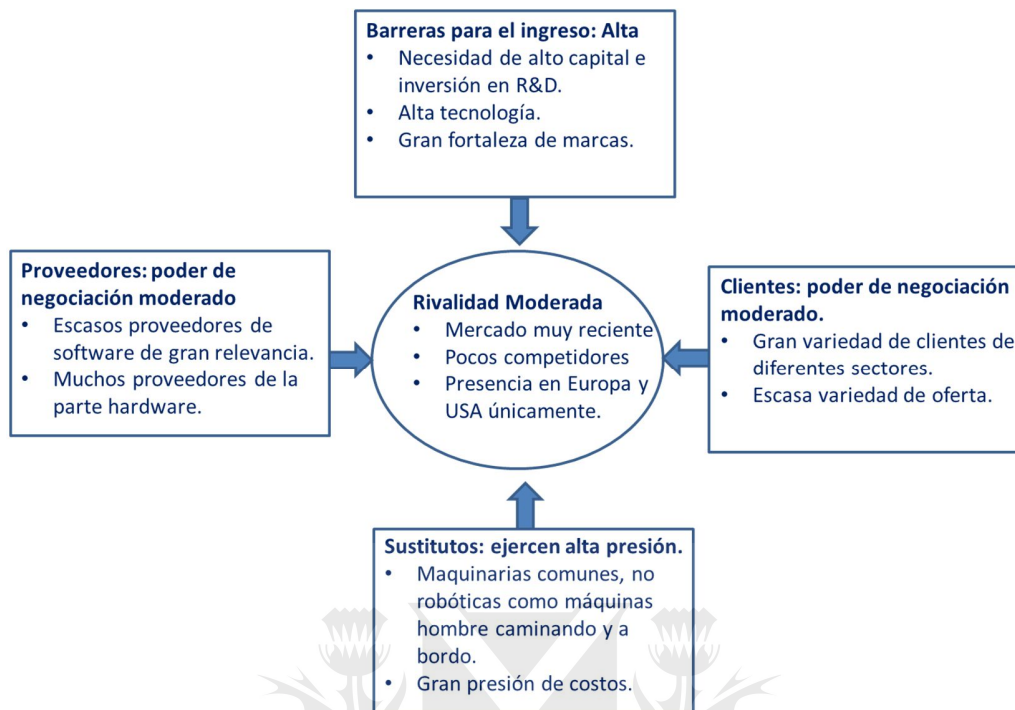 Barreras para el ingreso: Alta
• Necesidad de alto capital e
inversión en R&D.
• Alta tecnología.
• Gran fortaleza de marcas.
Proveedores: poder de
negociación moderado
• Escasos proveedores de
software de gran relevancia.
• Muchos proveedores de la
parte hardware.
Rivalidad Moderada
• Mercado muy reciente
• Pocos competidores
• Presencia en Europa y
USA únicamente.
Clientes: poder de negociación
moderado.
• Gran variedad de clientes de
diferentes sectores.
• Escasa variedad de oferta.
Sustitutos: ejercen alta presión.
• Maquinarias comunes, no
robóticas como máquinas
hombre caminando y a
bordo.
• Gran presión de costos.